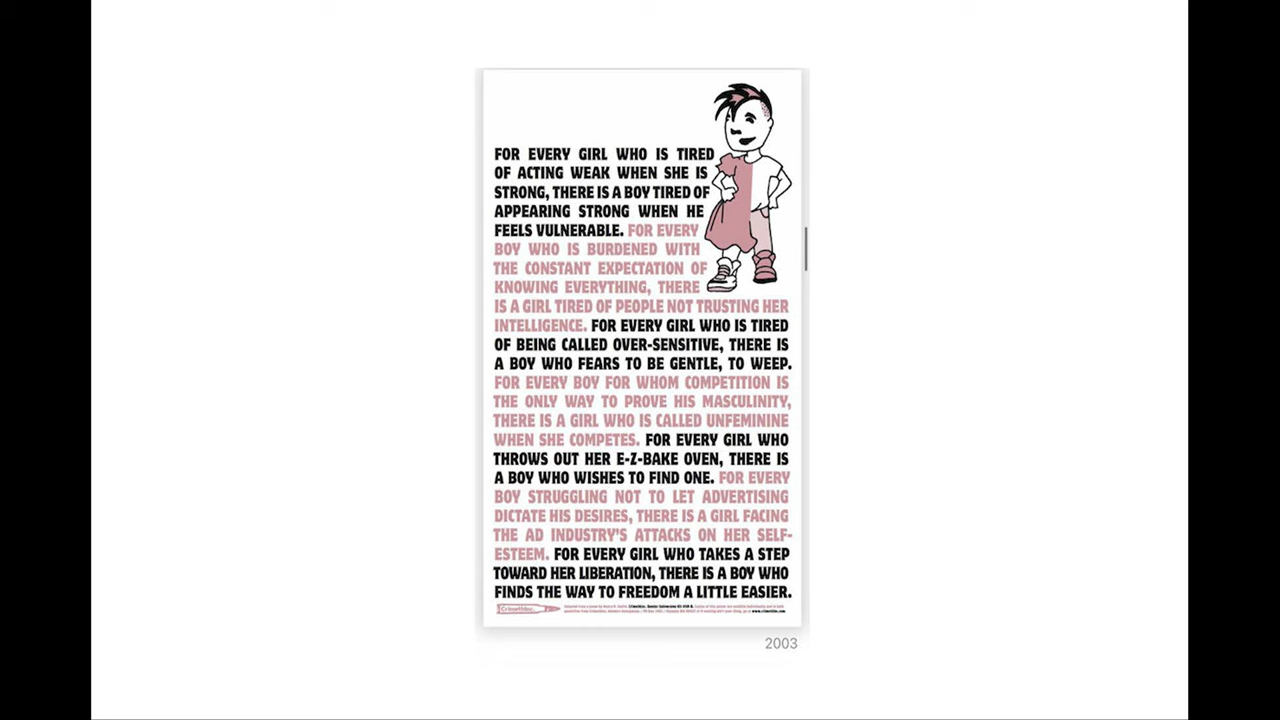 FOR EVERY GIRL WHO IS TIRED
OF ACTING WEAK WHEN SHE IS
STRONG, THERE IS A BOY TIRED OF
APPEARING STRONG WHEN HE
FEELS VULNERABLE. FOR EVERY
BOY WHO IS BURDENED WITH
THE CONSTANT EXPECTATION OF
KNOWING EVERYTHING, THERE
IS A GIRL TIRED OF PEOPLE NOT TRUSTING HER
INTELLIGENCE. FOR EVERY GIRL WHO IS TIRED
OF BEING CALLED OVER-SENSITIVE, THERE IS
A BOY WHO FEARS TO BE GENTLE, TO WEEP.
FOR EVERY BOY FOR WHOM COMPETITION IS
THE ONLY WAY TO PROVE HIS MASCULINITY,
THERE IS A GIRL WHO IS CALLED UNFEMININE
WHEN SHE COMPETES. FOR EVERY GIRL WHO
THROWS OUT HER E-Z-BAKE OVEN, THERE IS
A BOY WHO WISHES TO FIND ONE. FOR EVERY
BOY STRUGGLING NOT TO LET ADVERTISING
DICTATE HIS DESIRES, THERE IS A GIRL FACING
THE AD INDUSTRY'S ATTACKS ON HER SELF-
ESTEEM. FOR EVERY GIRL WHO TAKES A STEP
TOWARD HER LIBERATION, THERE IS A BOY WHO
FINDS THE WAY TO FREEDOM A LITTLE EASIER.
CrimethInc.
www.crimethinc.com
2003